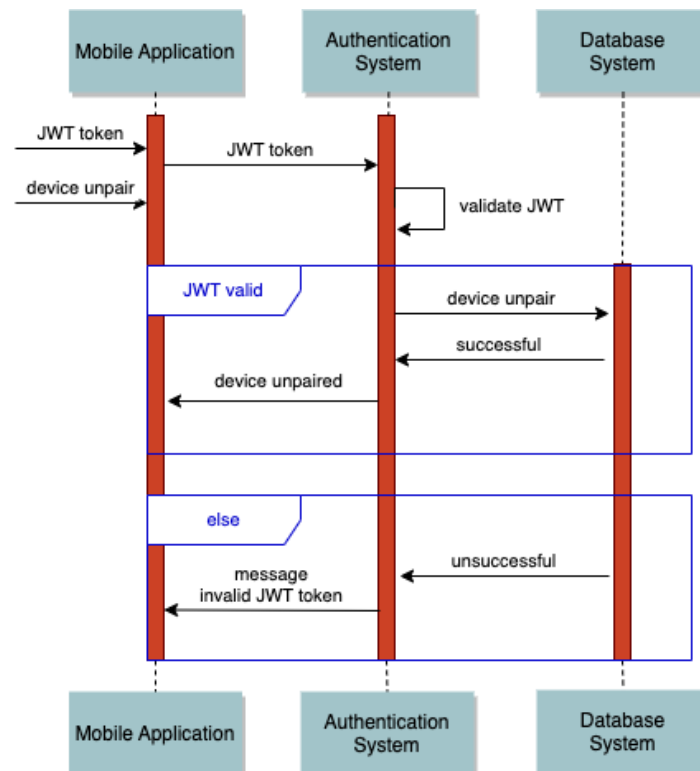 Mobile Application
Authentication
System
Database
System
JWT token
JWT token
device unpair
validate JWT
JWT valid
device unpair
successful
device unpaired
else
unsuccessful
message
invalid JWT token
Mobile Application
Authentication
System
Database
System